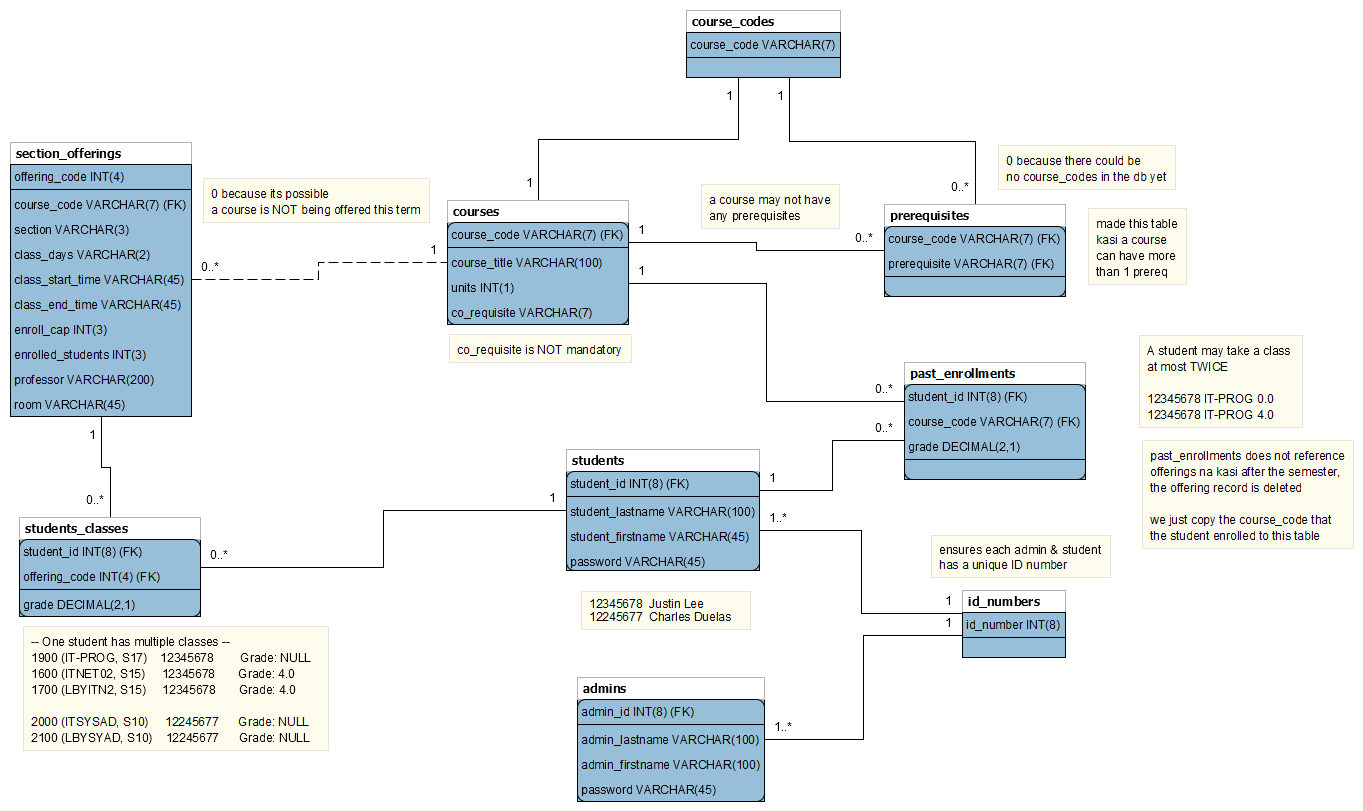 course_codes
course_code VARCHAR(7)
1
1
section_offerings
offering_code INT(4)
course_code VARCHAR(7) (FK)
section VARCHAR(3)
class_days VARCHAR(2)
class_start_time VARCHAR(45)
class_end_time VARCHAR(45)
enroll_cap INT(3)
enrolled_students INT(3)
professor VARCHAR(200)
room VARCHAR(45)
0 because its possible
a course is NOT being offered this term
0..*
1
1
courses
course_code VARCHAR(7) (FK)
course_title VARCHAR(100)
units INT(1)
co_requisite VARCHAR(7)
co_requisite is NOT mandatory
a course may not have
any prerequisites
1
0..*
1
0 because there could be
no course_codes in the db yet
0..*
prerequisites
course_code VARCHAR(7) (FK)
prerequisite VARCHAR(7) (FK)
made this table
kasi a course
can have more
than 1 prereq
0..*
past_enrollments
student_id INT(8) (FK)
course_code VARCHAR(7) (FK)
grade DECIMAL(2,1)
0..*
A student may take a class
at most TWICE
12345678 IT-PROG 0.0
12345678 IT-PROG 4.0
past_enrollments does not reference
offerings na kasi after the semester,
the offering record is deleted
we just copy the course_code that
the student enrolled to this table
1
0..*
students_classes
student_id INT(8) (FK)
offering_code INT(4) (FK)
grade DECIMAL(2,1)
0..*
1
students
student_id INT(8) (FK)
student_lastname VARCHAR(100)
student_firstname VARCHAR(45)
password VARCHAR(45)
1
1..*
12345678 Justin Lee
12245677 Charles Duelas
ensures each admin & student
has a unique ID number
1
1
id_numbers
id_number INT(8)
-- One student has multiple classes --
1900 (IT-PROG, S17) 12345678 Grade: NULL
1600 (ITNET02, S15) 12345678 Grade: 4.0
1700 (LBYITN2, S15) 12345678 Grade: 4.0
2000 (ITSYSAD, S10) 12245677 Grade: NULL
2100 (LBYSYAD, S10) 12245677 Grade: NULL
admins
admin_id INT(8) (FK)
admin_lastname VARCHAR(100)
admin_firstname VARCHAR(100)
password VARCHAR(45)
1..*